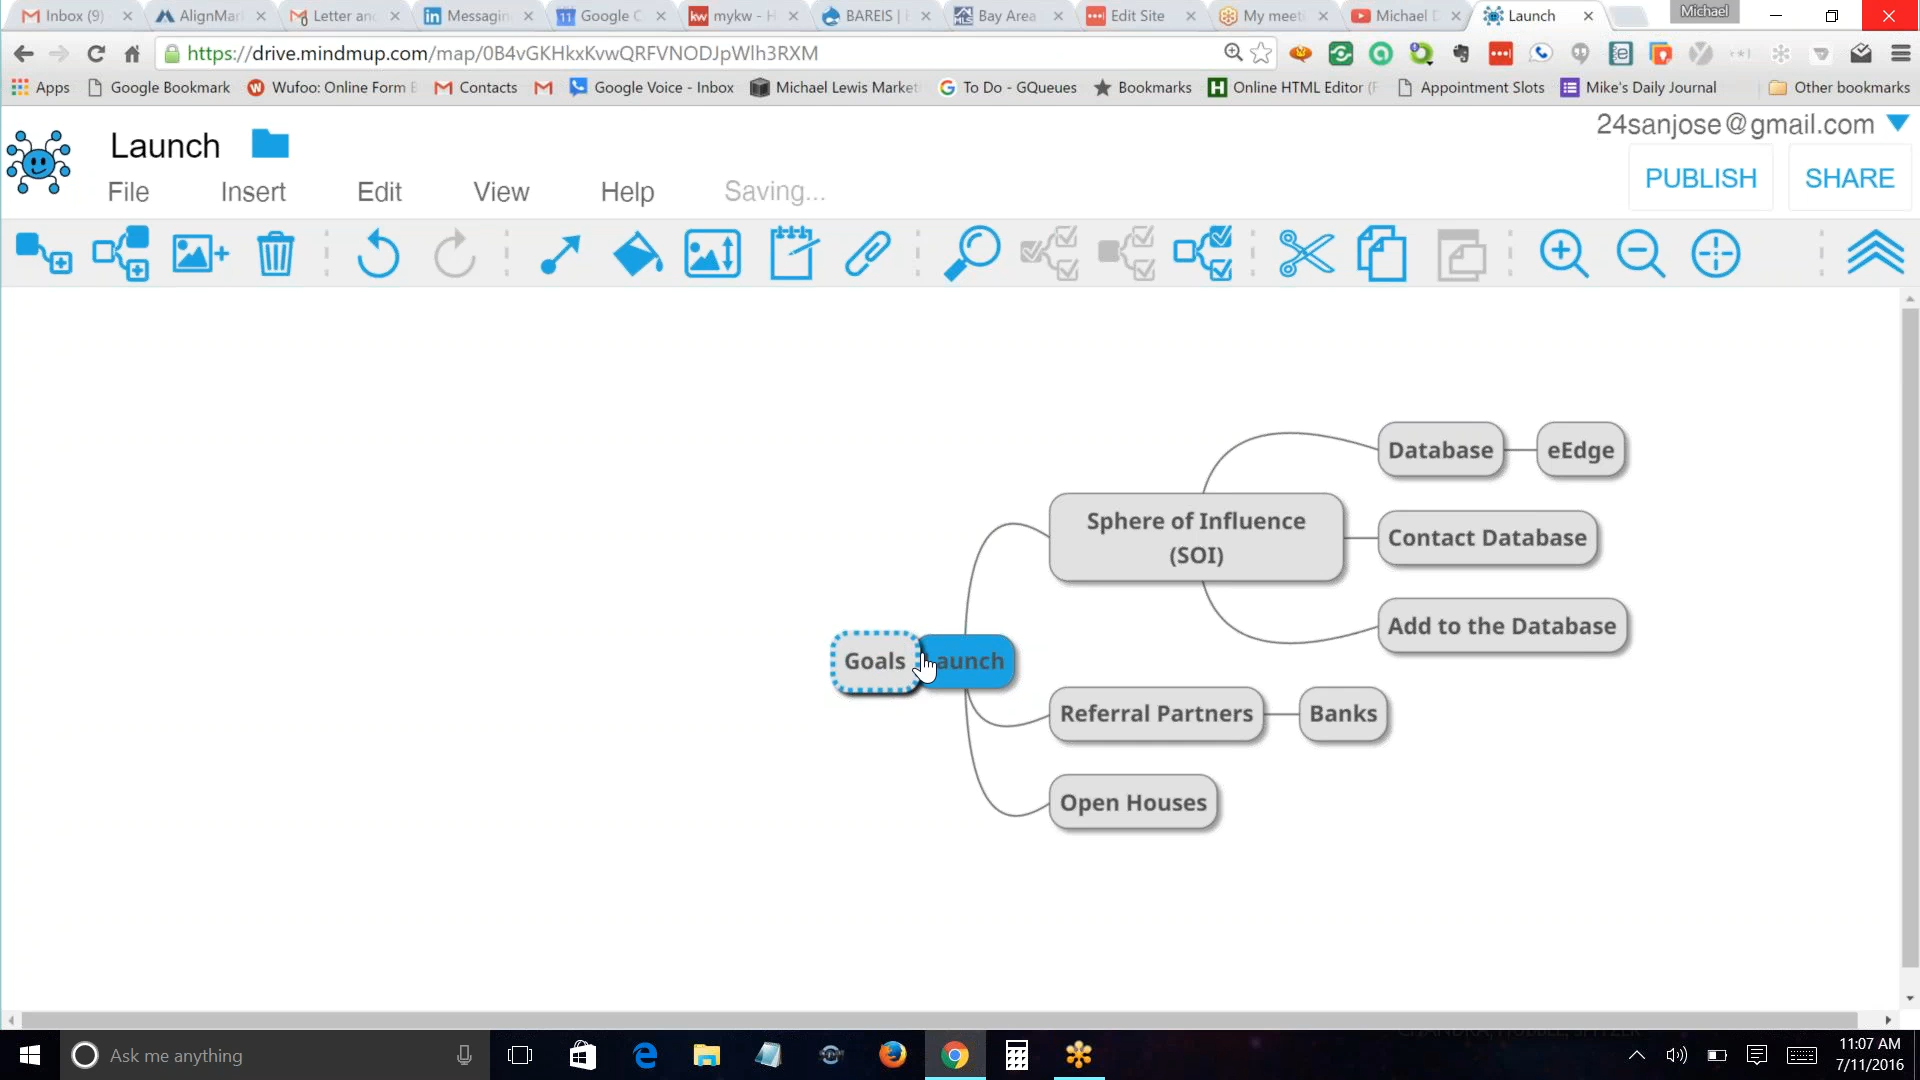 Inbox (9)
AlignMar
Letter an
Messagin
Google C
mykw - H
BAREIS |
Bay Area
Edit Site
My meeti
Michael D
Launch
Michael
https://drive.mindmup.com/map/0B4vGKHkxKvwQRFVNODJpWlh3RXM
Apps
Google Bookmark
Wufoo: Online Form
Contacts
Google Voice - Inbox
Michael Lewis Market
To Do - GQueues
Bookmarks
Online HTML Editor (F
Appointment Slots
Mike's Daily Journal
Other bookmarks
Launch
24sanjose@gmail.com
File
Insert
Edit
View
Help
Saving...
PUBLISH
SHARE
Database
eEdge
Sphere of Influence
(SOI)
Contact Database
Add to the Database
Goals
aunch
Referral Partners
Banks
Open Houses
Ask me anything
11:07 AM
7/11/2016